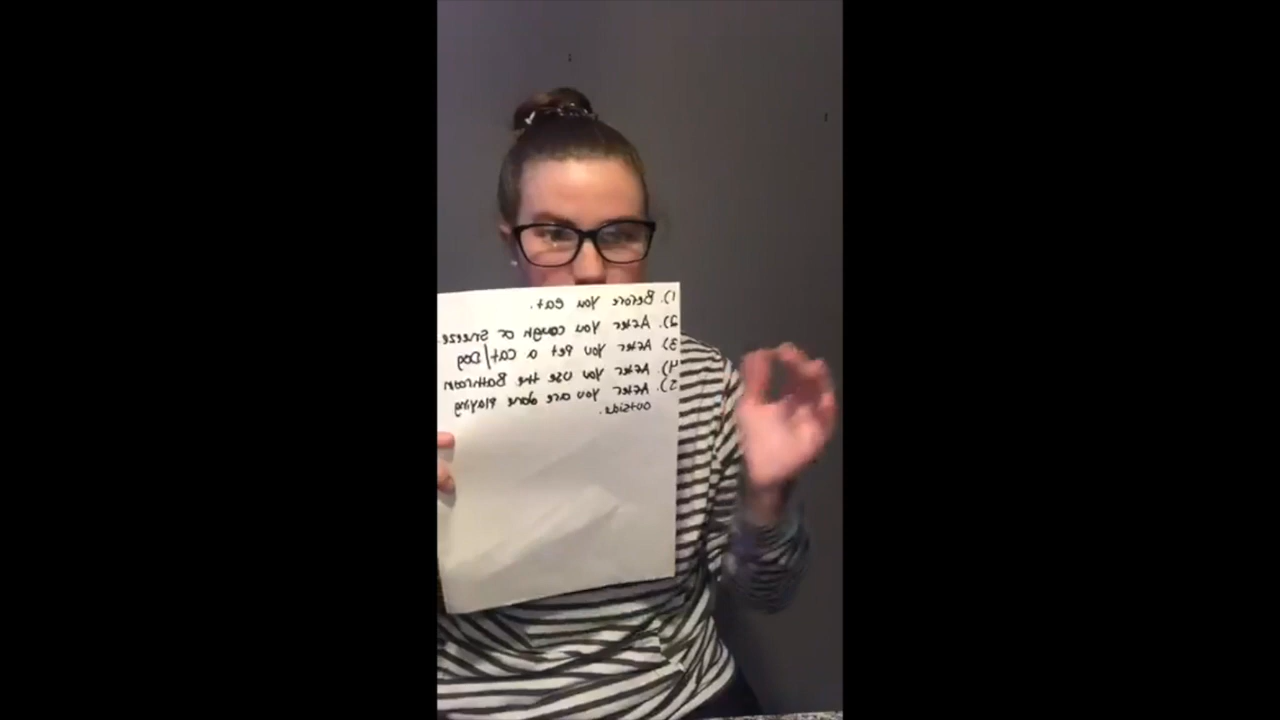 1). Before you eat.
2). After you cough or sneeze.
3) After you pet a cat/Dog
4). After you use the Bathroom
5). After you are done Playing
outside.